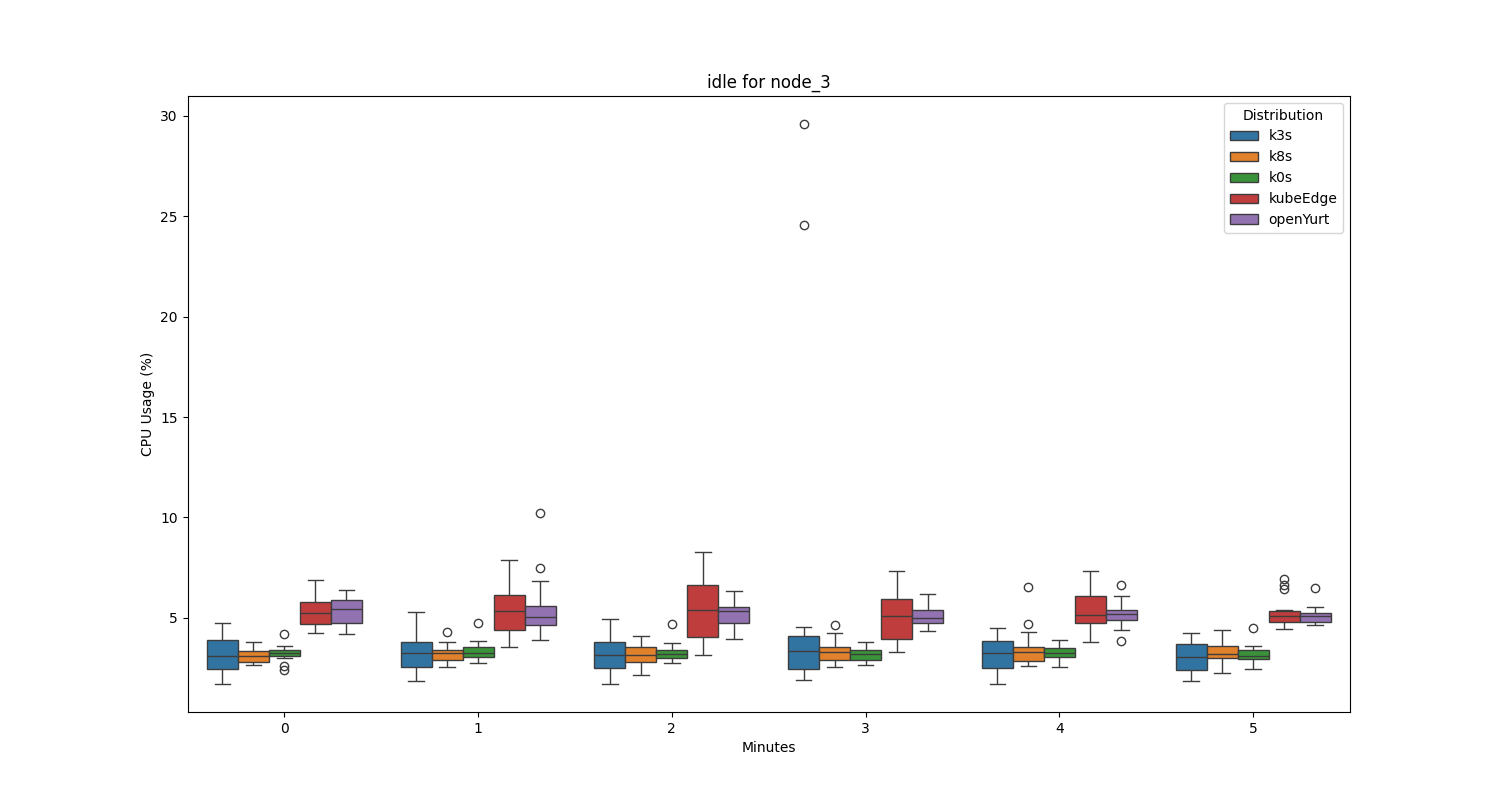 idle for node_3
30
25
20
15
10
5
CPU Usage (%)
0 1 2 3 4 5
Minutes
Distribution
k3s
k8s
k0s
kubeEdge
openYurt